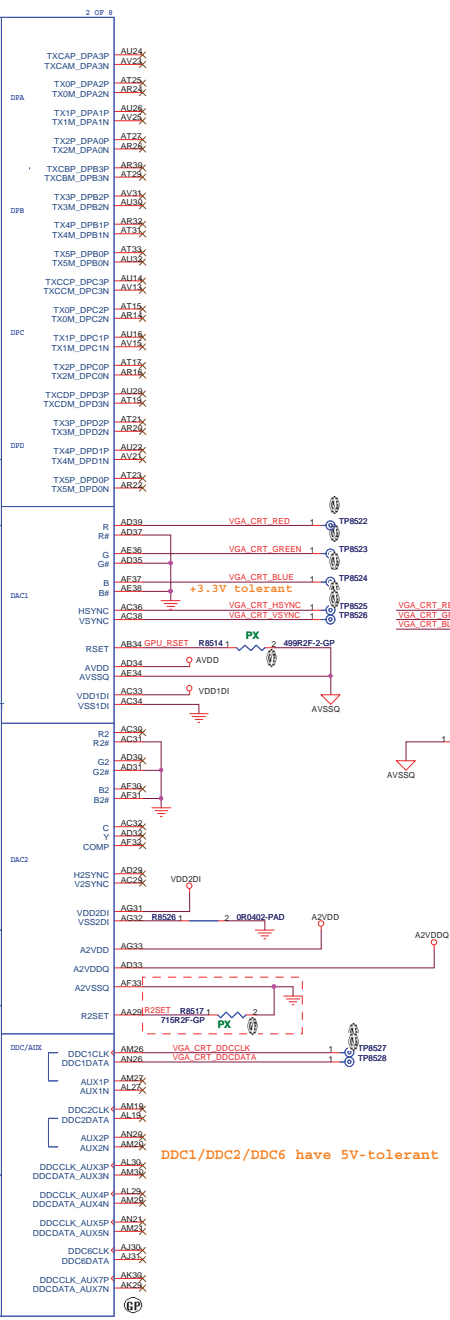 2 OF 8
TXCAP_DPA3P AU24
TXCAM_DPA3N AV23
TX0P_DPA2P AT25
TX0M_DPA2N AR24
DPA
TX1P_DPA1P AU26
TX1M_DPA1N AV25
TX2P_DPA0P AT27
TX2M_DPA0N AR26
TXCBP_DPB3P AR30
TXCBM_DPB3N AT29
TX3P_DPB2P AV31
TX3M_DPB2N AU30
DPB
TX4P_DPB1P AR32
TX4M_DPB1N AT31
TX5P_DPB0P AT33
TX5M_DPB0N AU32
TXCCP_DPC3P AU14
TXCCM_DPC3N AV13
TX0P_DPC2P AT15
TX0M_DPC2N AR14
DPC
TX1P_DPC1P AU16
TX1M_DPC1N AV15
TX2P_DPC0P AT17
TX2M_DPC0N AR16
TXCDP_DPD3P AU20
TXCDM_DPD3N AT19
TX3P_DPD2P AT21
TX3M_DPD2N AR20
DPD
TX4P_DPD1P AU22
TX4M_DPD1N AV21
TX5P_DPD0P AT23
TX5M_DPD0N AR22
R AD39 VGA_CRT_RED 1 TP8522
R# AD37
G AE36 VGA_CRT_GREEN 1 TP8523
G# AD35
B AF37 VGA_CRT_BLUE 1 TP8524
B# AE38 +3.3V tolerant
DAC1
HSYNC AC36 VGA_CRT_HSYNC 1 TP8525 VGA_CRT_RE
VSYNC AC38 VGA_CRT_VSYNC 1 TP8526 VGA_CRT_GR
VGA_CRT_BL
PX
RSET AB34 GPU_RSET R8514 1 2 499R2F-2-GP
AVDD AD34 AVDD
AVSSQ AE34
VDD1DI AC33 VDD1DI
VSS1DI AC34
AVSSQ
R2 AC30
R2# AC31
1
G2 AD30
G2# AD31
AVSSQ
B2 AF30
B2# AF31
C AC32
Y AD32
COMP AF32
DAC2
H2SYNC AD29
V2SYNC AC29
VDD2DI
VDD2DI AG31
VSS2DI AG32 R8526 1 2 0R0402-PAD
A2VDD
A2VDDQ
A2VDD AG33
A2VDDQ AD33
A2VSSQ AF33
R2SET AA29 R2SET R8517 1 2
715R2F-GP PX
DDC/AUX
DDC1CLK AM26 VGA_CRT_DDCCLK 1 TP8527
DDC1DATA AN26 VGA_CRT_DDCDATA 1 TP8528
AUX1P AM27
AUX1N AL27
DDC2CLK AM19
DDC2DATA AL19
AUX2P AN20
AUX2N AM20
DDC1/DDC2/DDC6 have 5V-tolerant
DDCCLK_AUX3P AL30
DDCDATA_AUX3N AM30
DDCCLK_AUX4P AL29
DDCDATA_AUX4N AM29
DDCCLK_AUX5P AN21
DDCDATA_AUX5N AM21
DDC6CLK AJ30
DDC6DATA AJ31
DDCCLK_AUX7P AK30
DDCDATA_AUX7N AK29
GP